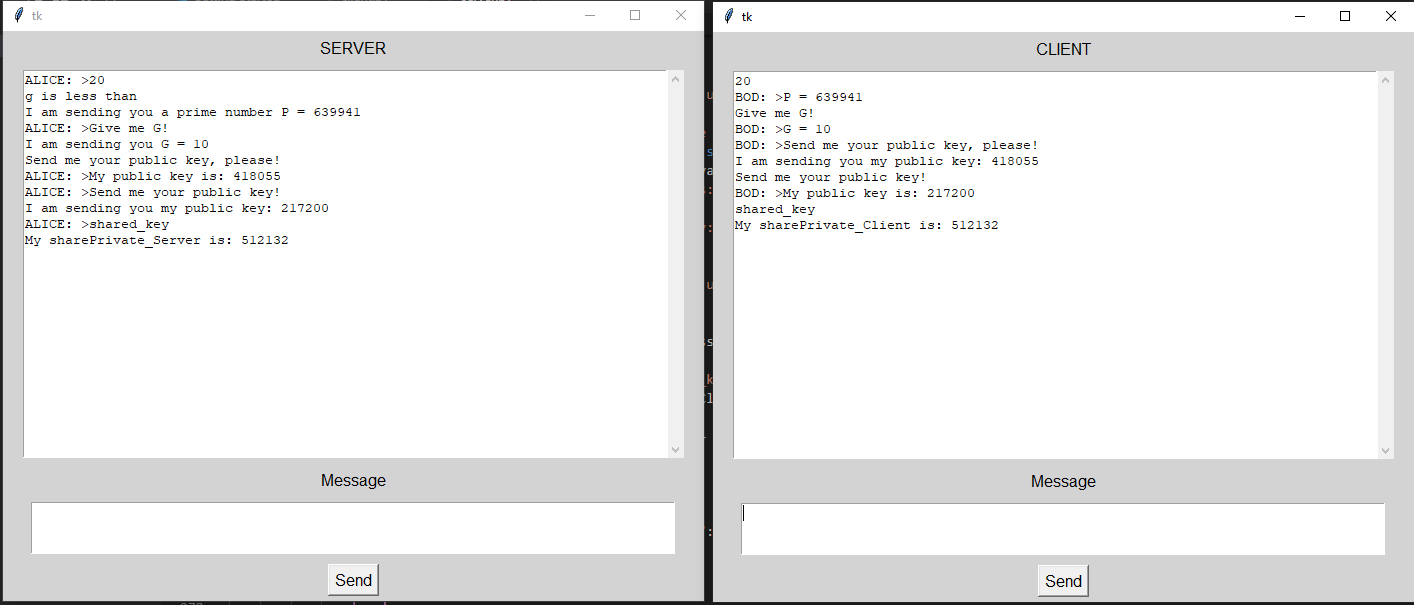 tk
SERVER
ALICE: >20
g is less than
I am sending you a prime number P = 639941
ALICE: >Give me G!
I am sending you G = 10
Send me your public key, please!
ALICE: >My public key is: 418055
ALICE: >Send me your public key!
I am sending you my public key: 217200
ALICE: >shared_key
My sharePrivate_Server is: 512132
Message
Send
tk
CLIENT
20
BOD: >P = 639941
Give me G!
BOD: >G = 10
BOD: >Send me your public key, please!
I am sending you my public key: 418055
Send me your public key!
BOD: >My public key is: 217200
shared_key
My sharePrivate_Client is: 512132
Message
Send